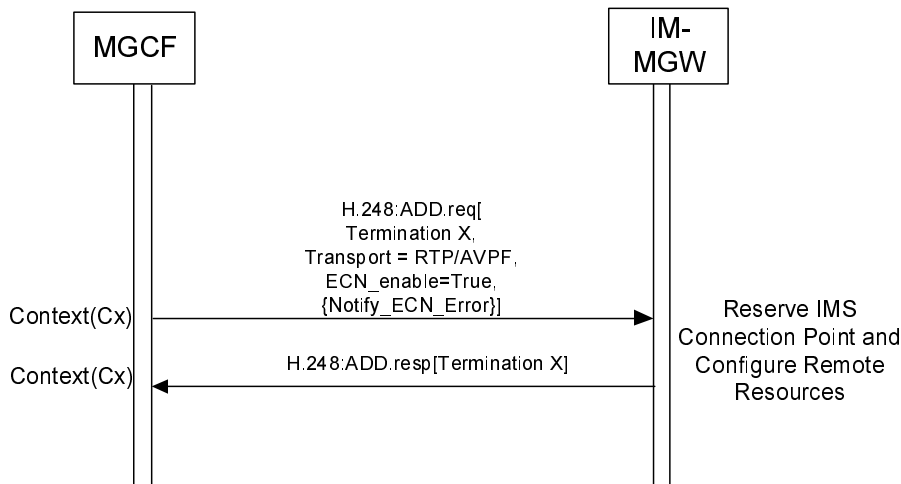 MGCF
IM-
MGW
H.248:ADD.req[
Termination X,
Transport = RTP/AVPF,
ECN_enable=True,
{Notify_ECN_Error}]
Context(Cx)
Reserve IMS
Connection Point and
Configure Remote
Resources
H.248:ADD.resp[Termination X]
Context(Cx)